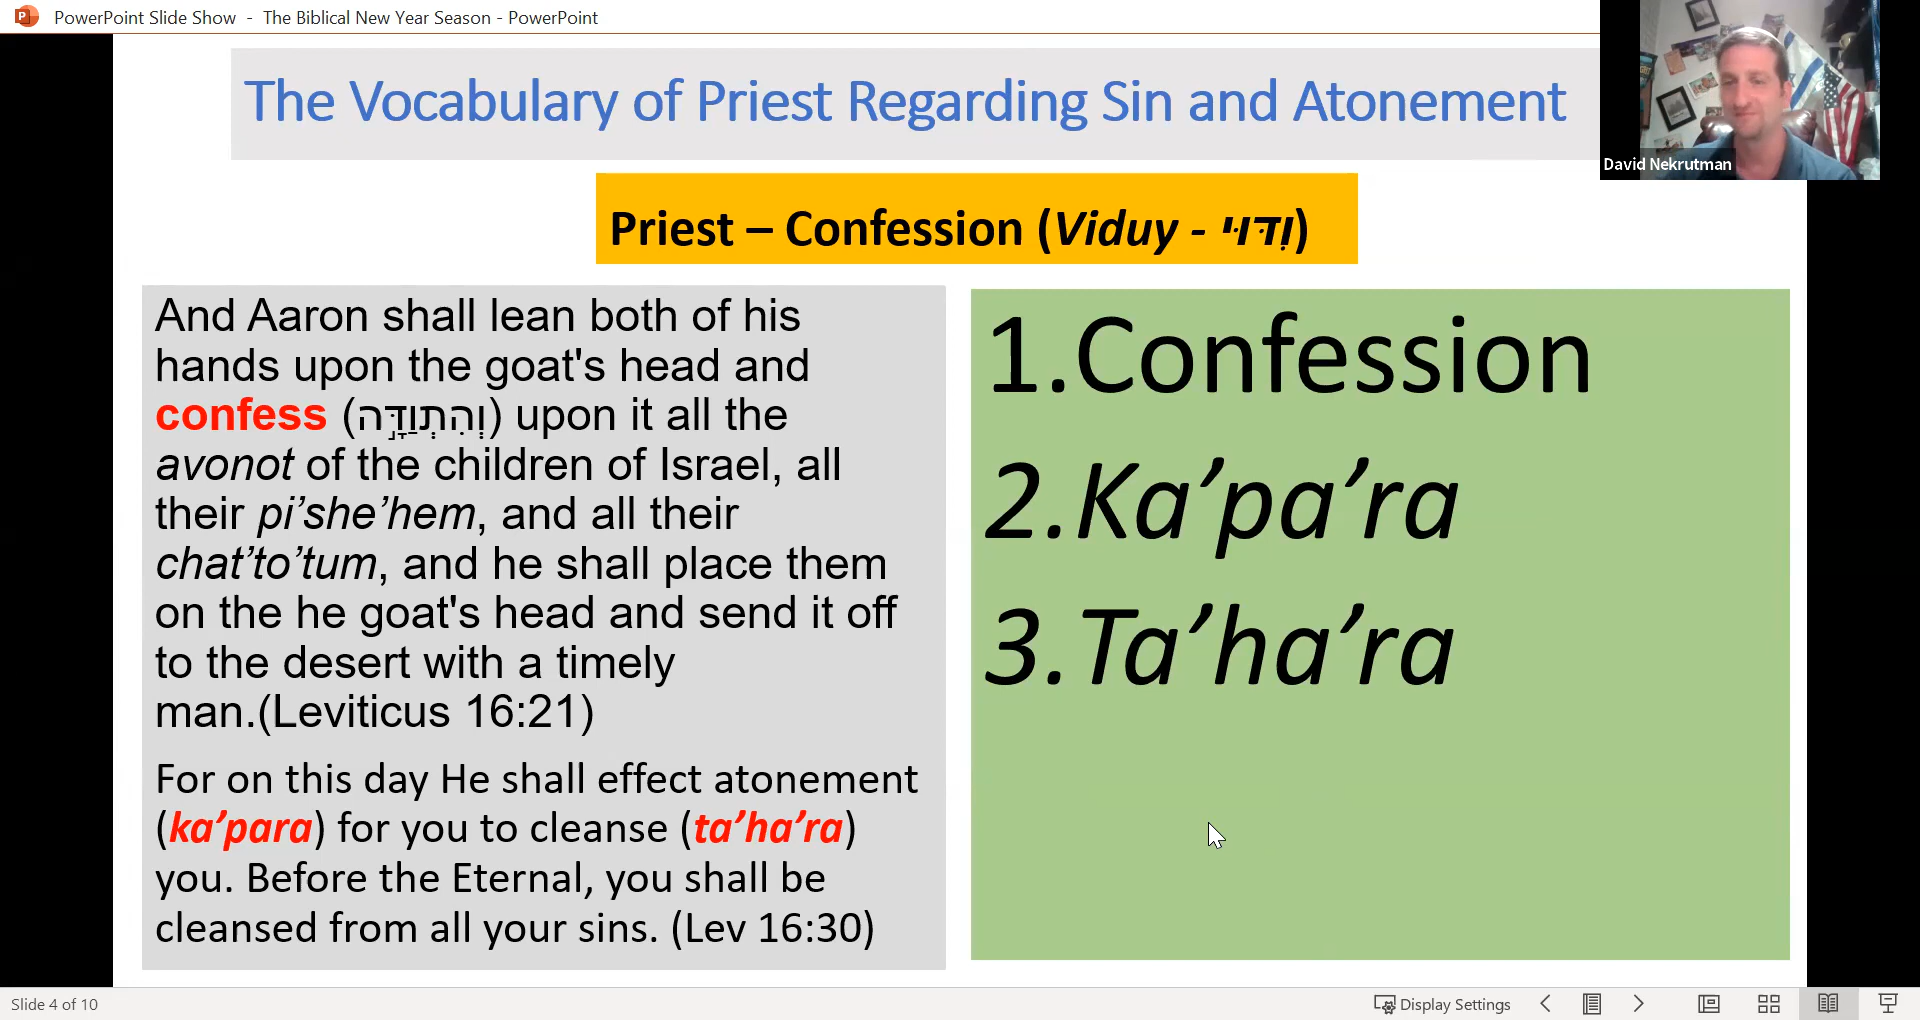 PowerPoint Slide Show - The Biblical New Year Season - PowerPoint
The Vocabulary of Priest Regarding Sin and Atonement
David Nekrutman
Priest – Confession (Viduy - וִדּוּי)
And Aaron shall lean both of his
hands upon the goat's head and
confess (וְהִתְוַדָּ֣ה) upon it all the
avonot of the children of Israel, all
their pi’she’hem, and all their
chat’to’tum, and he shall place them
on the he goat's head and send it off
to the desert with a timely
man.(Leviticus 16:21)
For on this day He shall effect atonement
(ka’para) for you to cleanse (ta’ha’ra)
you. Before the Eternal, you shall be
cleansed from all your sins. (Lev 16:30)
1.Confession
2.Ka’pa’ra
3.Ta’ha’ra
Slide 4 of 10
Display Settings